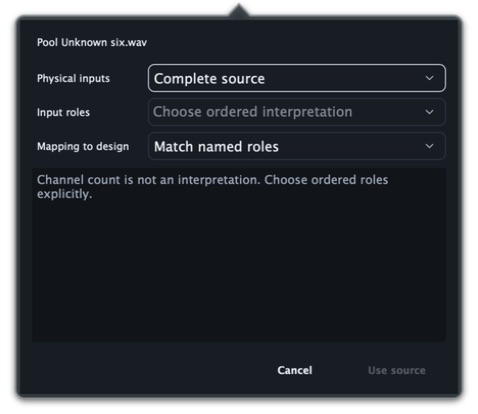 Pool Unknown six.wav
Physical inputs
Complete source
Input roles
Choose ordered interpretation
Mapping to design
Match named roles
Channel count is not an interpretation. Choose ordered roles
explicitly.
Cancel
Use source